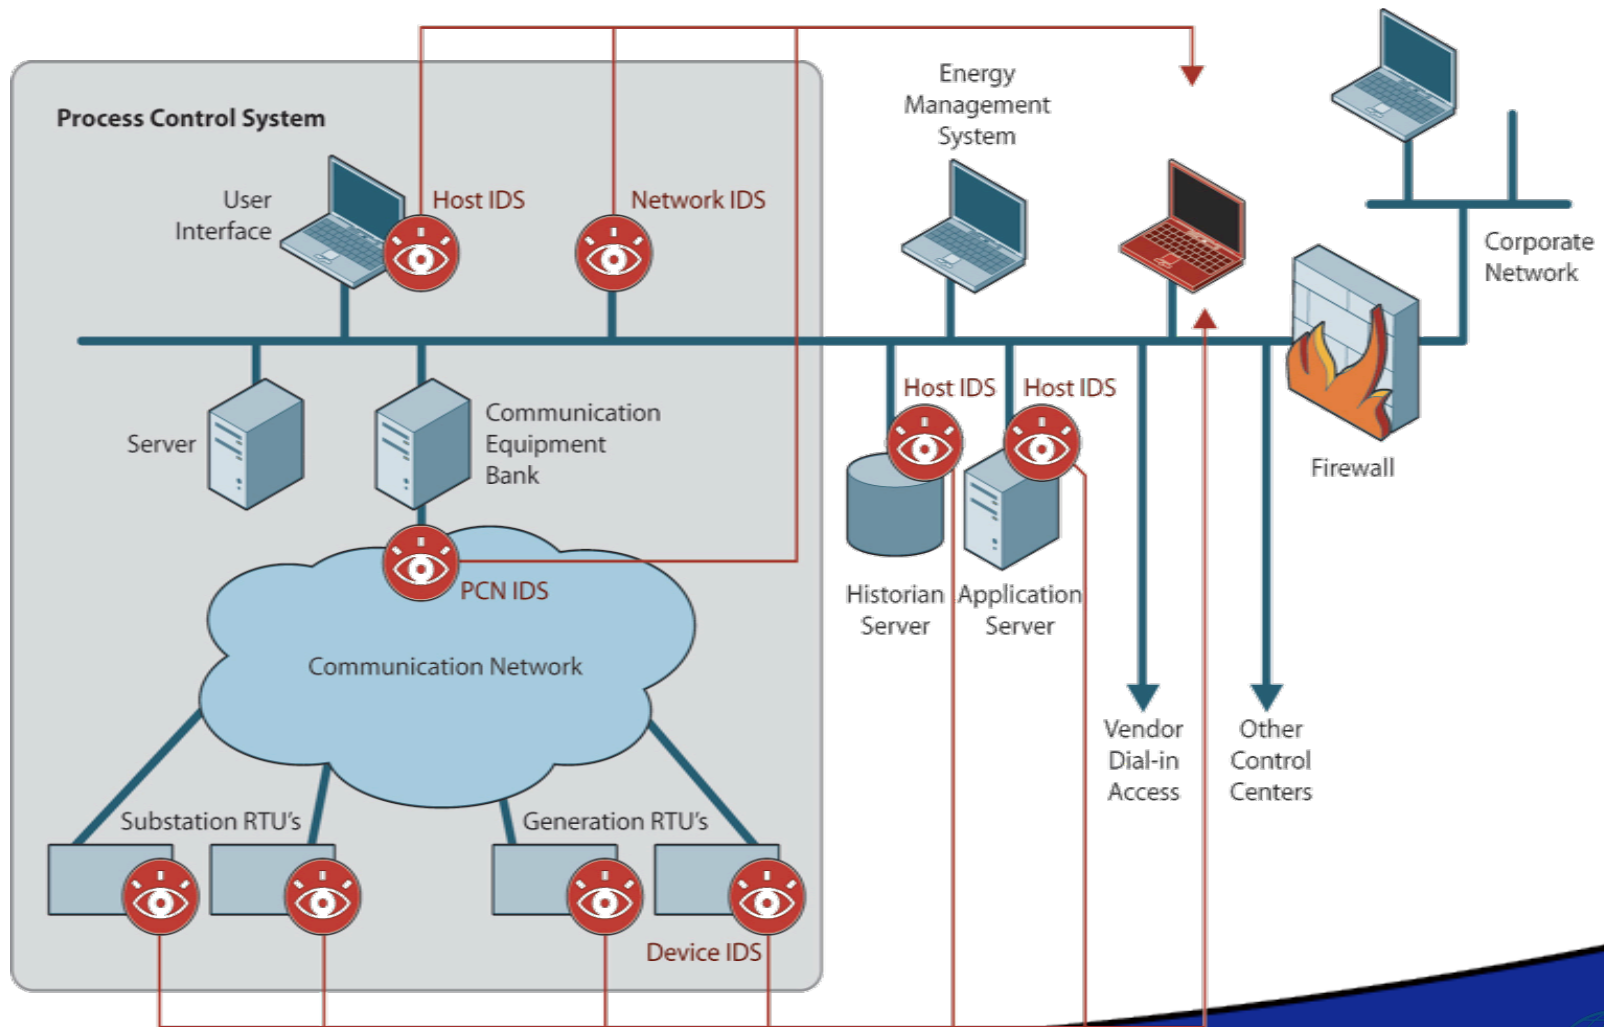 Process Control System
Energy
Management
System
User
Interface
Host IDS
Network IDS
Corporate
Network
Server
Communication
Equipment
Bank
Host IDS
Host IDS
Firewall
PCN IDS
Historian
Server
Application
Server
Communication Network
Vendor
Dial-in
Access
Other
Control
Centers
Substation RTU's
Generation RTU's
Device IDS